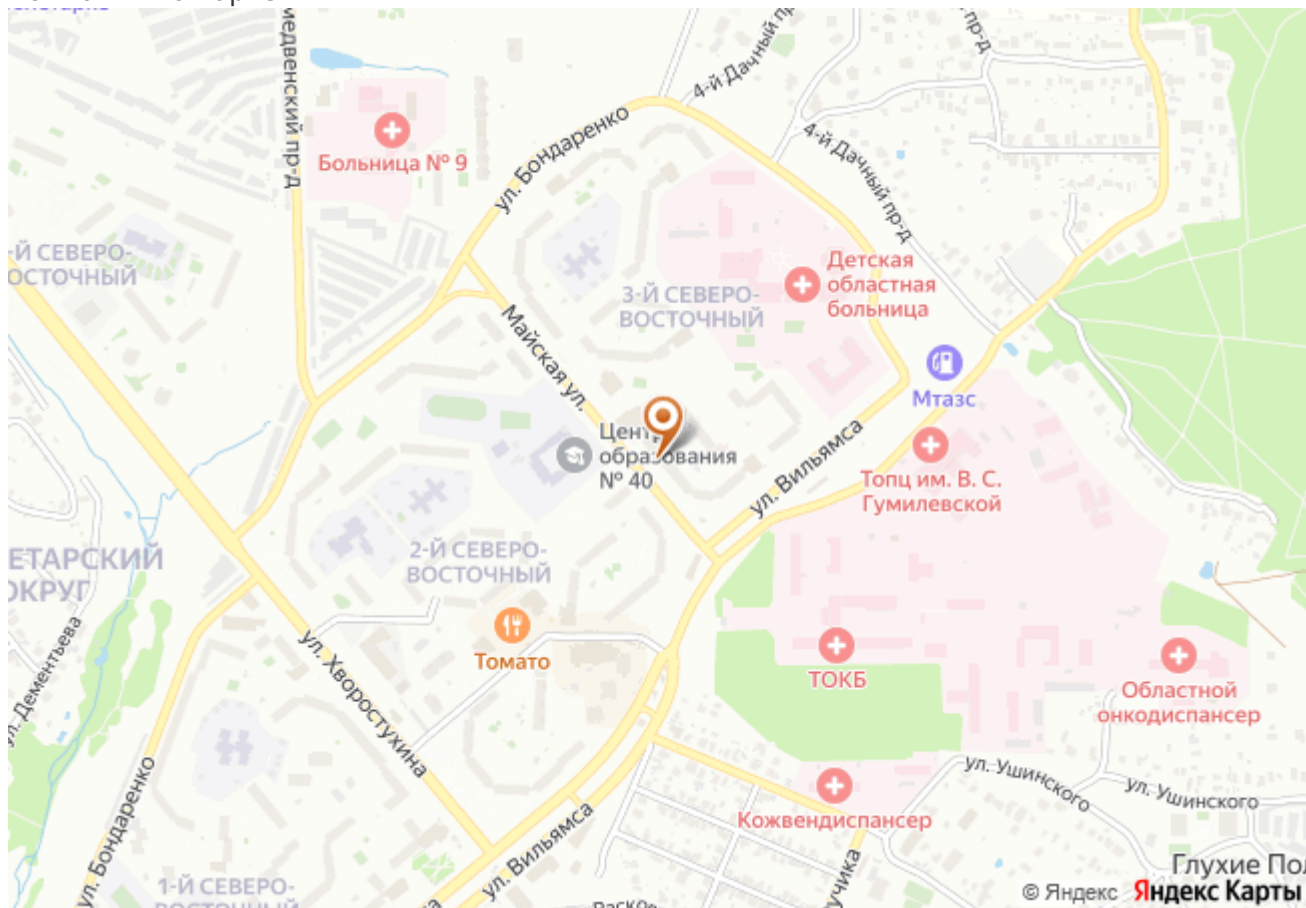 4-й Дачный пр-д
пр-д
медвенский пр-д
Больница № 9
ул. Бондаренко
4-й Дачный пр-д
-Й СЕВЕРО-
ОСТОЧНЫЙ
Детская
областная
больница
3-Й СЕВЕРО-
ВОСТОЧНЫЙ
Майская ул.
Мтазс
Центр
образования
№ 40
ул. Вильямса
Топц им. В. С.
Гумилевской
ЕТАРСКИЙ
ОКРУГ
2-Й СЕВЕРО-
ВОСТОЧНЫЙ
ул. Дементьева
Томато
ул. Хворостухина
ТОКБ
Областной
онкодиспансер
ул. Ушинского
ул. Ушинского
Кожвендиспансер
ул. Бондаренко
ул. Вильямса
1-Й СЕВЕРО-
ВОСТОЧНЫЙ
Глухие Пол
© Яндекс Яндекс Карты